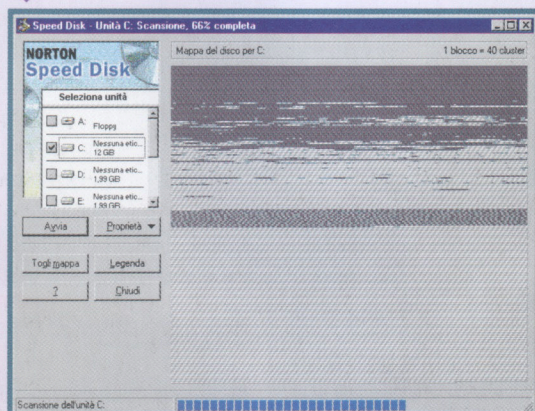 Speed Disk - Unità C: Scansione, 66% completa
NORTON
Speed Disk
Seleziona unità
A: Floppy
C: Nessuna etic...
12 GB
D: Nessuna etic...
1,99 GB
E: Nessuna etic...
1,99 GB
Avvia
Proprietà
Togli mappa
Legenda
?
Chiudi
Mappa del disco per C:
1 blocco = 40 cluster
Scansione dell'unità C: